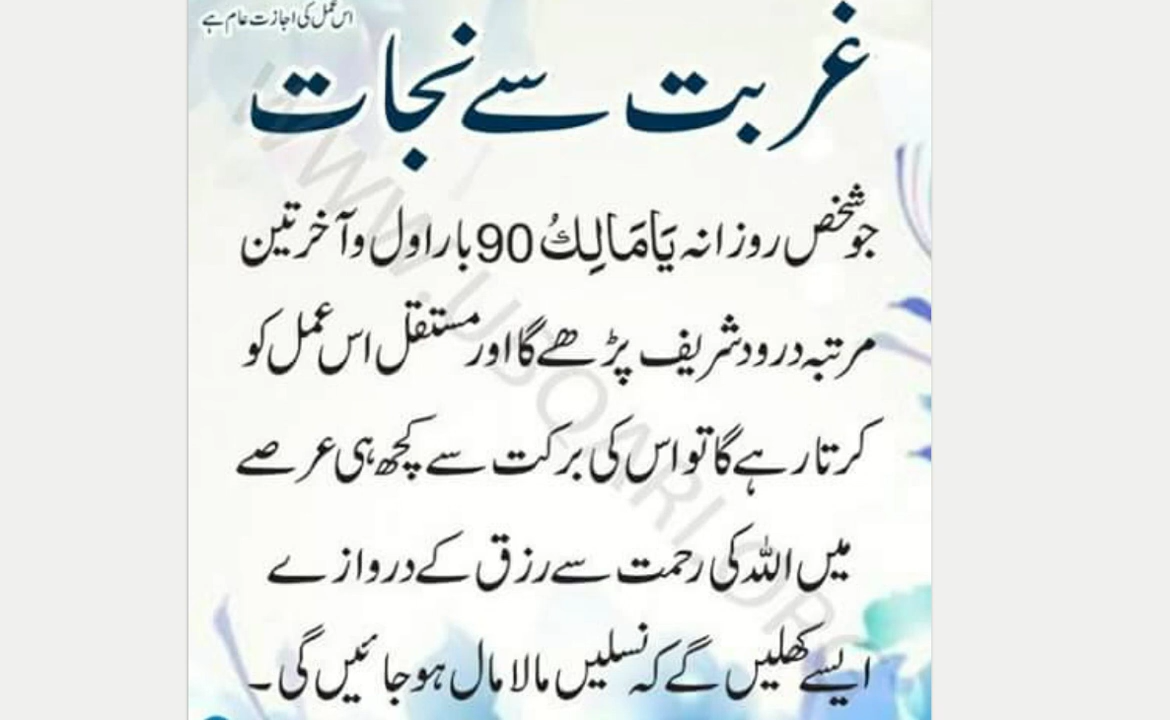 اس عمل کی اجازت عام ہے
غربت سے نجات
جو شخص روزانہ یَامَالِكُ 90 بار اول و آخر تین
مرتبہ درود شریف پڑھے گا اور مستقل اس عمل کو
کرتا رہے گا تو اس کی برکت سے کچھ ہی عرصے
میں اللہ کی رحمت سے رزق کے دروازے
ایسے کھلیں گے کہ نسلیں مالا مال ہو جائیں گی۔
WWW.UBQARI.ORG